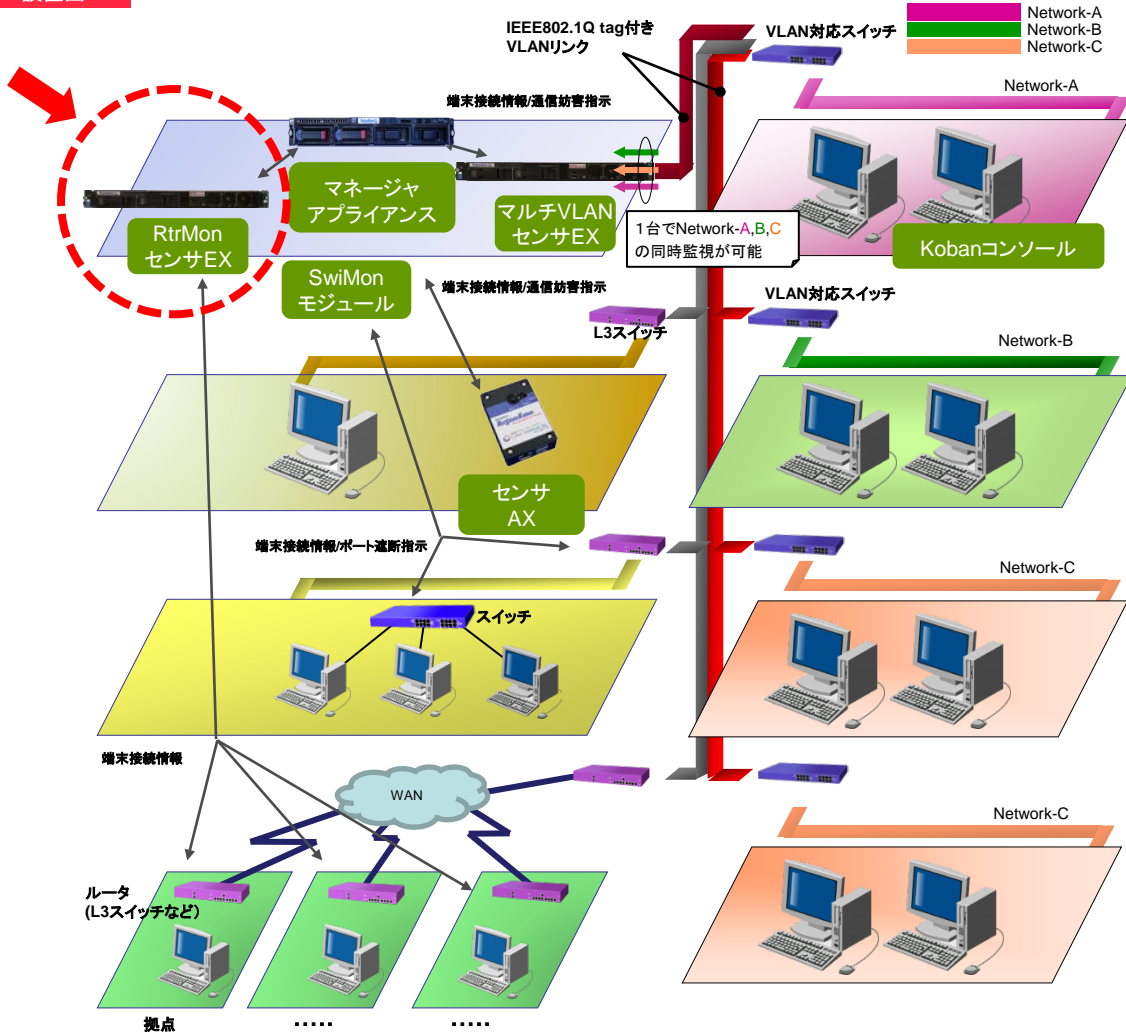 設置図
IEEE802.1Q tag付き
VLANリンク
VLAN対応スイッチ
Network-A
Network-B
Network-C
Network-A
端末接続情報/通信妨害指示
マネージャ
アプライアンス
マルチVLAN
センサEX
RtrMon
センサEX
1台でNetwork-A,B,C
の同時監視が可能
Kobanコンソール
SwiMon
モジュール
端末接続情報/通信妨害指示
L3スイッチ
VLAN対応スイッチ
Network-B
センサ
AX
端末接続情報/ポート遮断指示
Network-C
スイッチ
端末接続情報
WAN
Network-C
ルータ
(L3スイッチなど)
拠点
・・・・・
・・・・・